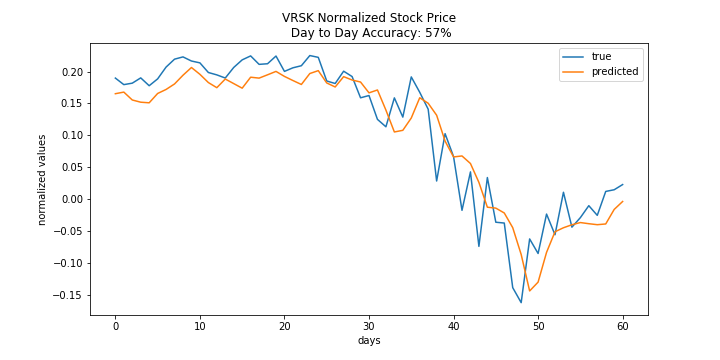 VRSK Normalized Stock Price
Day to Day Accuracy: 57%
true
predicted
normalized values
0.20
0.15
0.10
0.05
0.00
−0.05
−0.10
−0.15
0
10
20
30
40
50
60
days